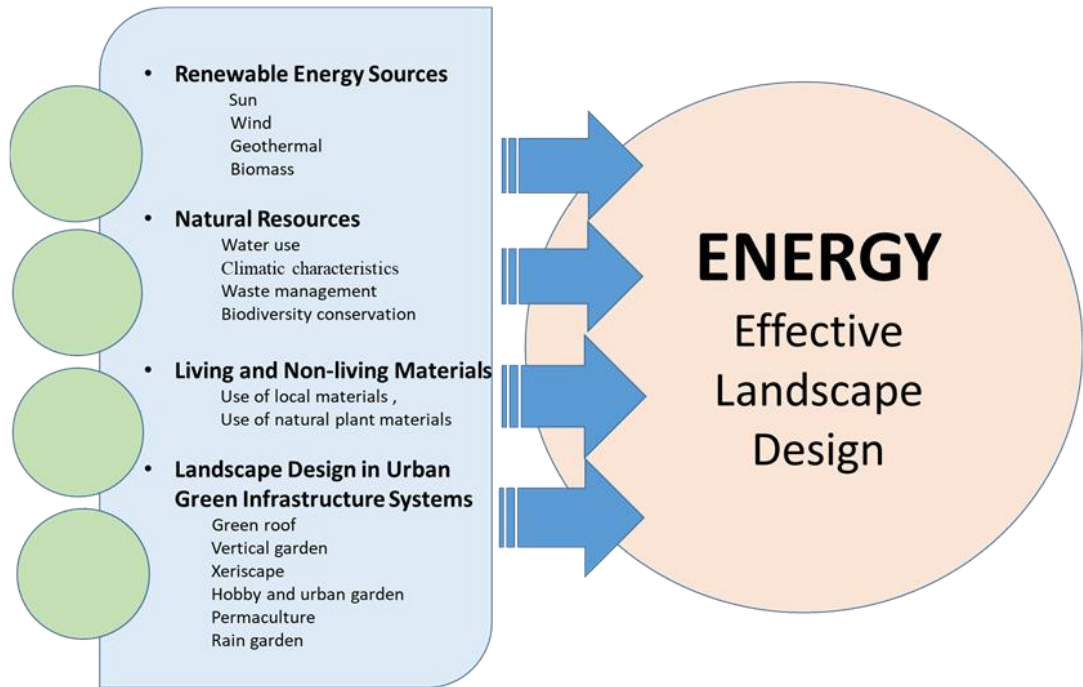 • Renewable Energy Sources
Sun
Wind
Geothermal
Biomass
• Natural Resources
Water use
Climatic characteristics
Waste management
Biodiversity conservation
• Living and Non-living Materials
Use of local materials ,
Use of natural plant materials
• Landscape Design in Urban
Green Infrastructure Systems
Green roof
Vertical garden
Xeriscape
Hobby and urban garden
Permaculture
Rain garden
ENERGY
Effective
Landscape
Design